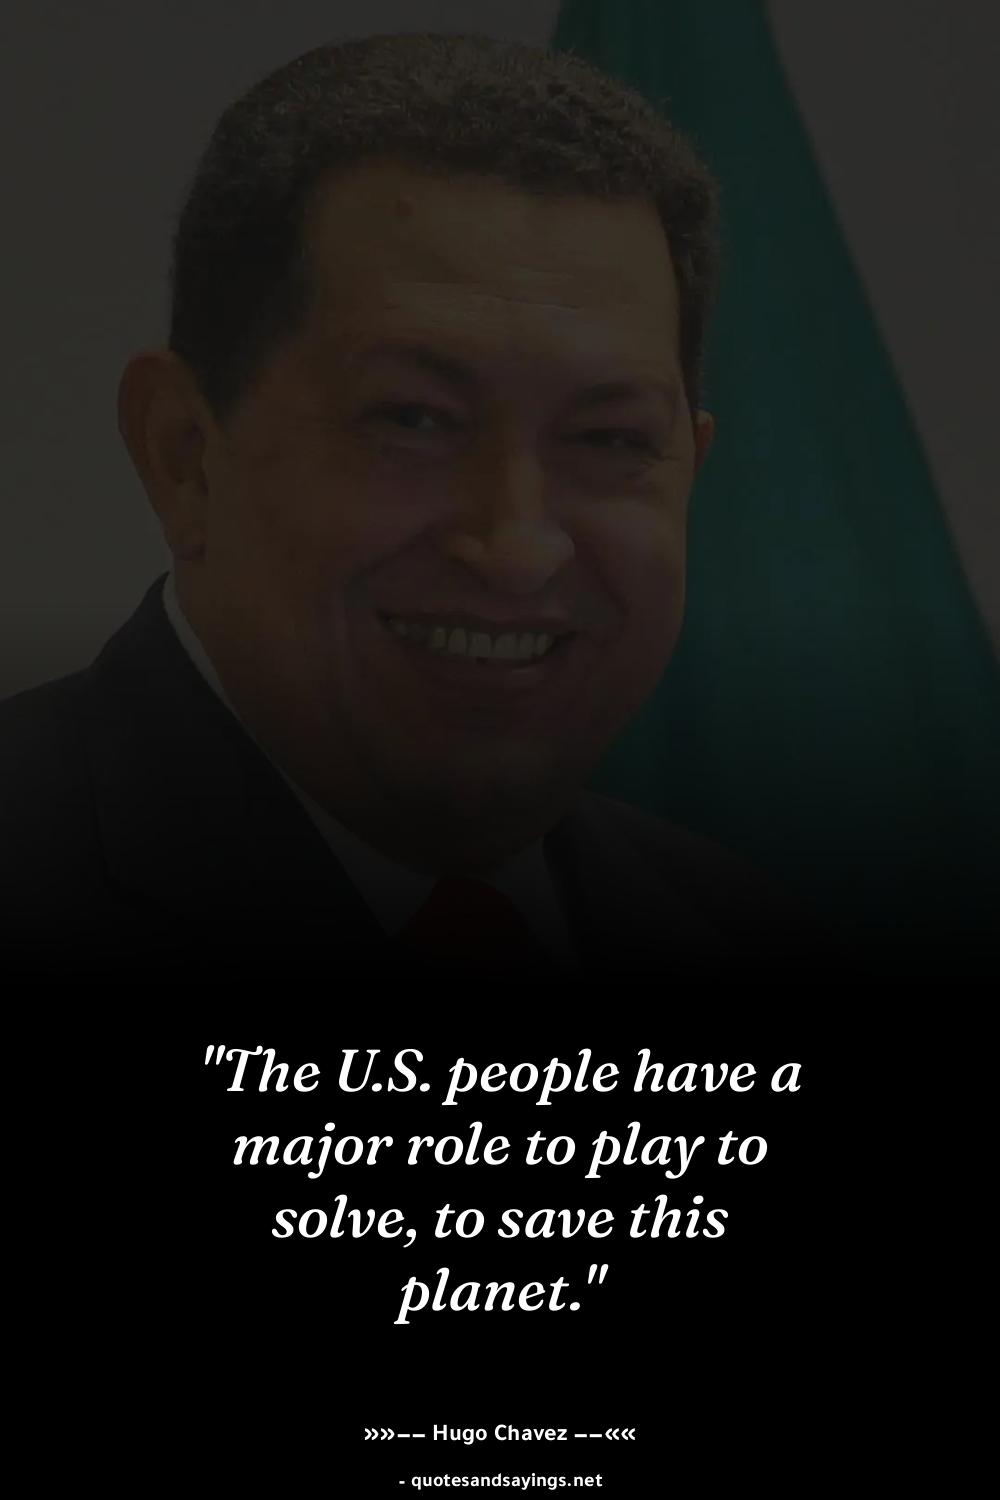 "The U.S. people have a
major role to play to
solve, to save this
planet."
»»−− Hugo Chavez −−««
- quotesandsayings.net